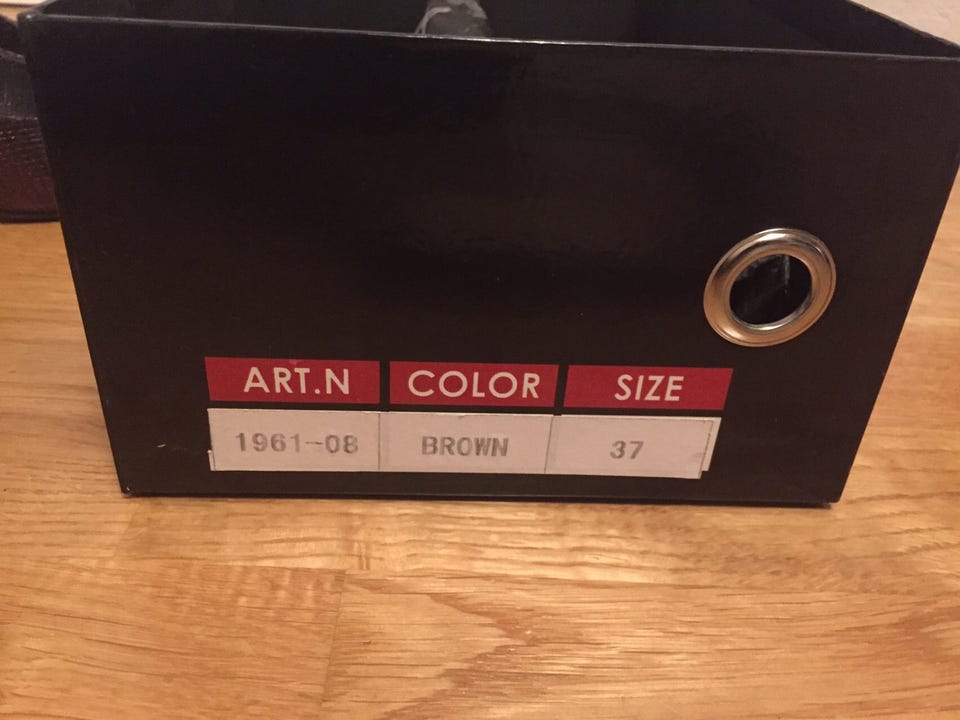 ART.N COLOR SIZE
1961-08 BROWN 37